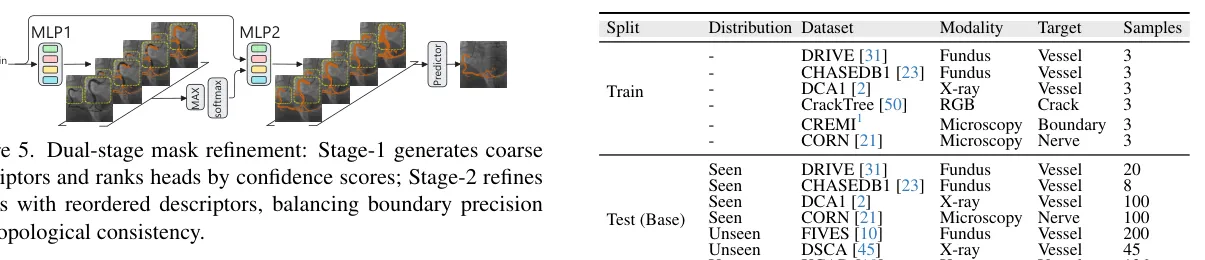 MLP1
MLP2
in
MAX
softmax
Predictor
re 5. Dual-stage mask refinement: Stage-1 generates coarse
iptors and ranks heads by confidence scores; Stage-2 refines
s with reordered descriptors, balancing boundary precision
opological consistency.
Split Distribution Dataset Modality Target Samples
- DRIVE [31] Fundus Vessel 3
- CHASEDB1 [23] Fundus Vessel 3
Train - DCA1 [2] X-ray Vessel 3
- CrackTree [50] RGB Crack 3
- CREMI1 Microscopy Boundary 3
- CORN [21] Microscopy Nerve 3
Seen DRIVE [31] Fundus Vessel 20
Seen CHASEDB1 [23] Fundus Vessel 8
Seen DCA1 [2] X-ray Vessel 100
Test (Base) Seen CORN [21] Microscopy Nerve 100
Unseen FIVES [10] Fundus Vessel 200
Unseen DSCA [45] X-ray Vessel 45